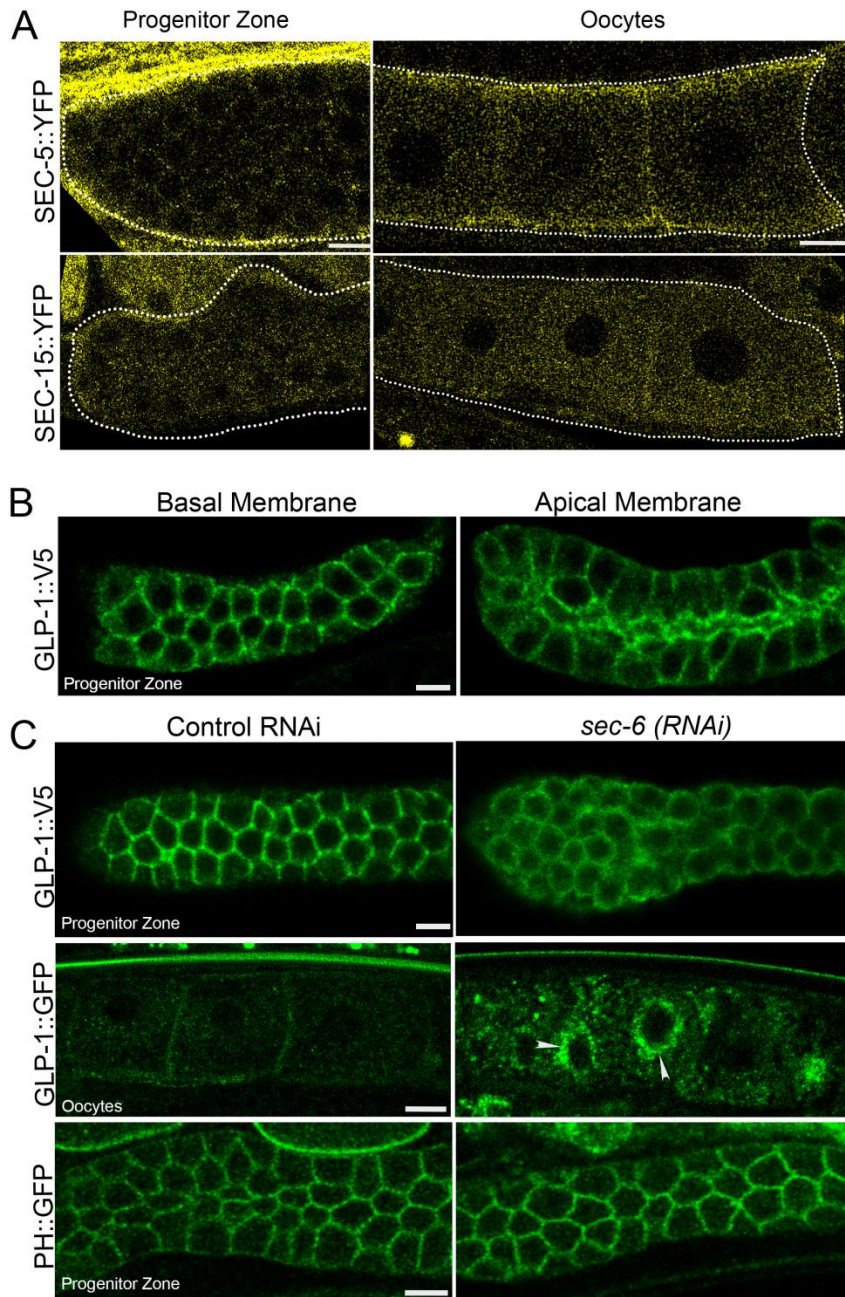 A
Progenitor Zone
Oocytes
SEC-5::YFP
SEC-15::YFP
B
Basal Membrane
Apical Membrane
GLP-1::V5
Progenitor Zone
C
Control RNAi
sec-6 (RNAi)
GLP-1::V5
Progenitor Zone
GLP-1::GFP
Oocytes
PH::GFP
Progenitor Zone